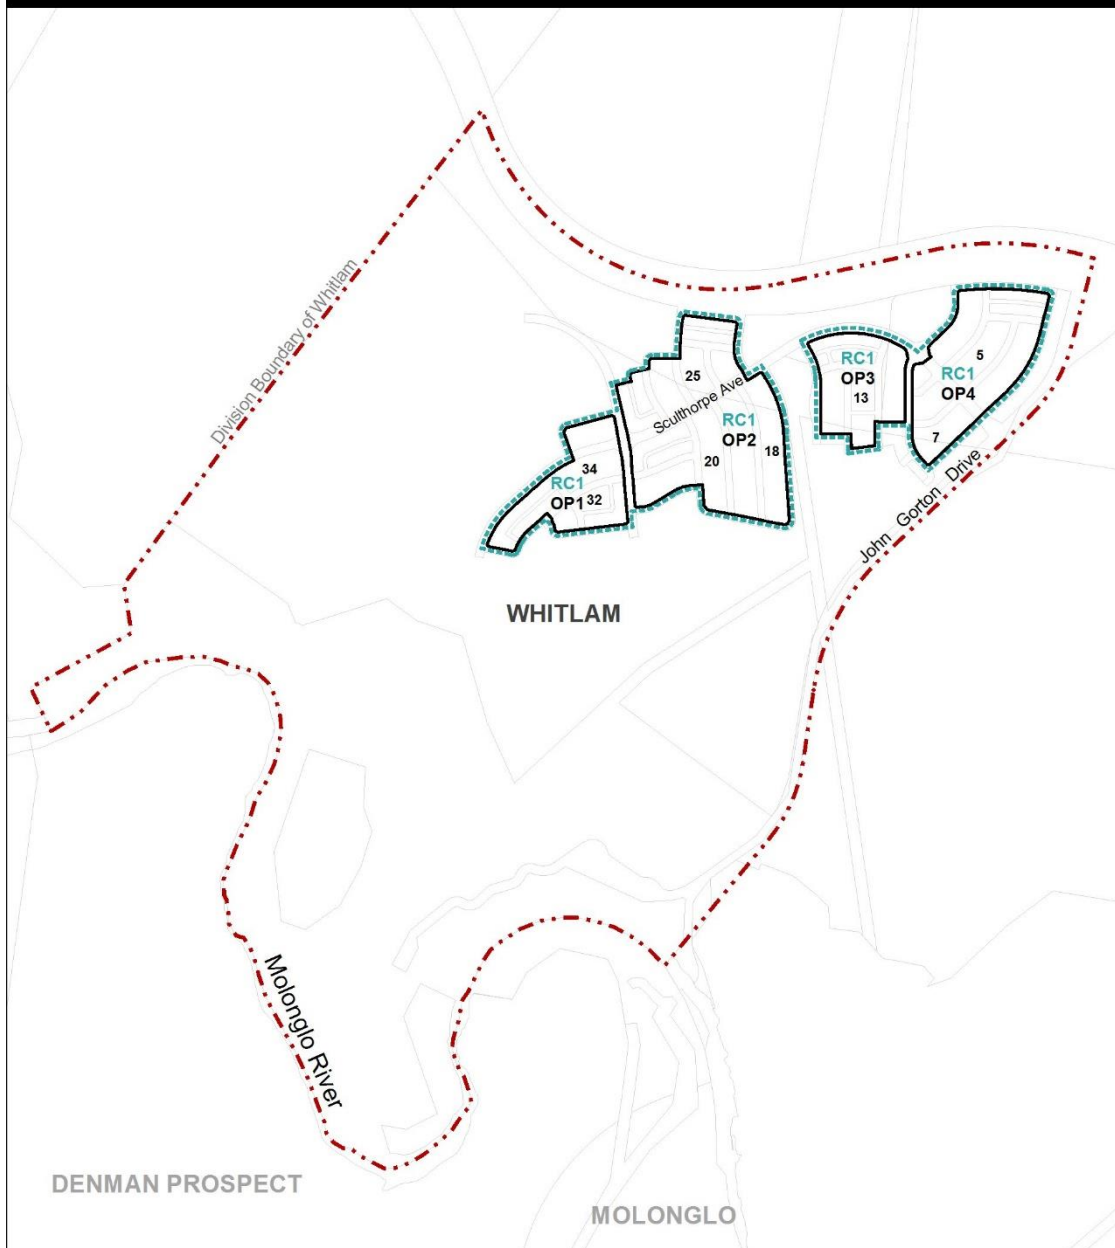 Division Boundary of Whitlam
25
Sculthorpe Ave
RC1
OP2
20
18
RC1
OP3
13
5
RC1
OP4
7
34
RC1
OP1
32
John Gorton Drive
WHITLAM
Molonglo River
DENMAN PROSPECT
MOLONGLO